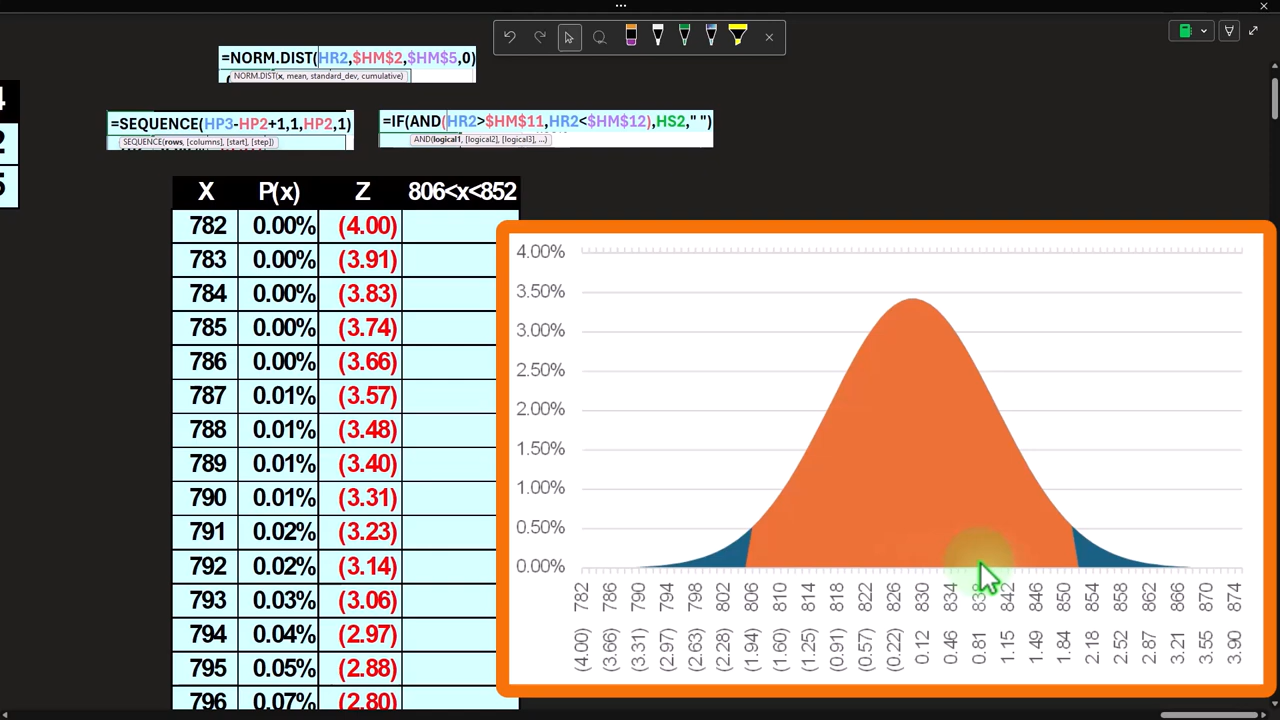 =NORM.DIST(HR2,$HM$2,$HM$5,0)
NORM.DIST(x, mean, standard_dev, cumulative)
=SEQUENCE(HP3-HP2+1,1,HP2,1)
SEQUENCE(rows, [columns], [start], [step])
=IF(AND(HR2>$HM$11,HR2<$HM$12),HS2," ")
AND(logical1, [logical2], [logical3], ...)
4
2
5
X P(x) Z 806<x<852
782 0.00% (4.00)
783 0.00% (3.91)
784 0.00% (3.83)
785 0.00% (3.74)
786 0.00% (3.66)
787 0.01% (3.57)
788 0.01% (3.48)
789 0.01% (3.40)
790 0.01% (3.31)
791 0.02% (3.23)
792 0.02% (3.14)
793 0.03% (3.06)
794 0.04% (2.97)
795 0.05% (2.88)
796 0.07% (2.80)
4.00%
3.50%
3.00%
2.50%
2.00%
1.50%
1.00%
0.50%
0.00%
782 786 790 794 798 802 806 810 814 818 822 826 830 834 838 842 846 850 854 858 862 866 870 874
(4.00) (3.66) (3.31) (2.97) (2.63) (2.28) (1.94) (1.60) (1.25) (0.91) (0.57) (0.22) 0.12 0.46 0.81 1.15 1.49 1.84 2.18 2.52 2.87 3.21 3.55 3.90